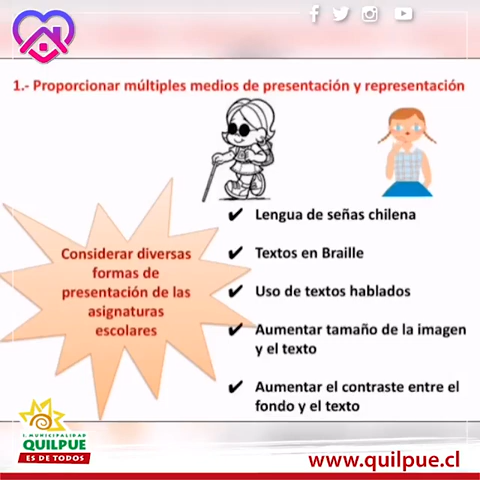 1.- Proporcionar múltiples medios de presentación y representación
Considerar diversas
formas de
presentación de las
asignaturas
escolares
✔ Lengua de señas chilena
✔ Textos en Braille
✔ Uso de textos hablados
✔ Aumentar tamaño de la imagen
y el texto
✔ Aumentar el contraste entre el
fondo y el texto
I. MUNICIPALIDAD
QUILPUE
ES DE TODOS
www.quilpue.cl